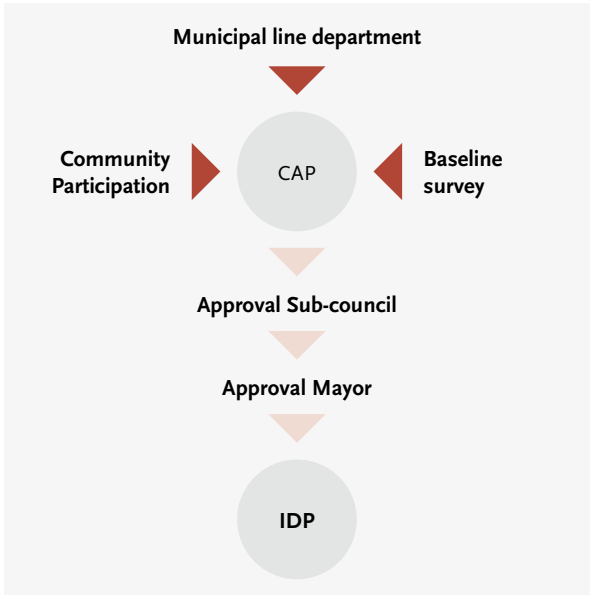 Municipal line department
Community
Participation
CAP
Baseline
survey
Approval Sub-council
Approval Mayor
IDP